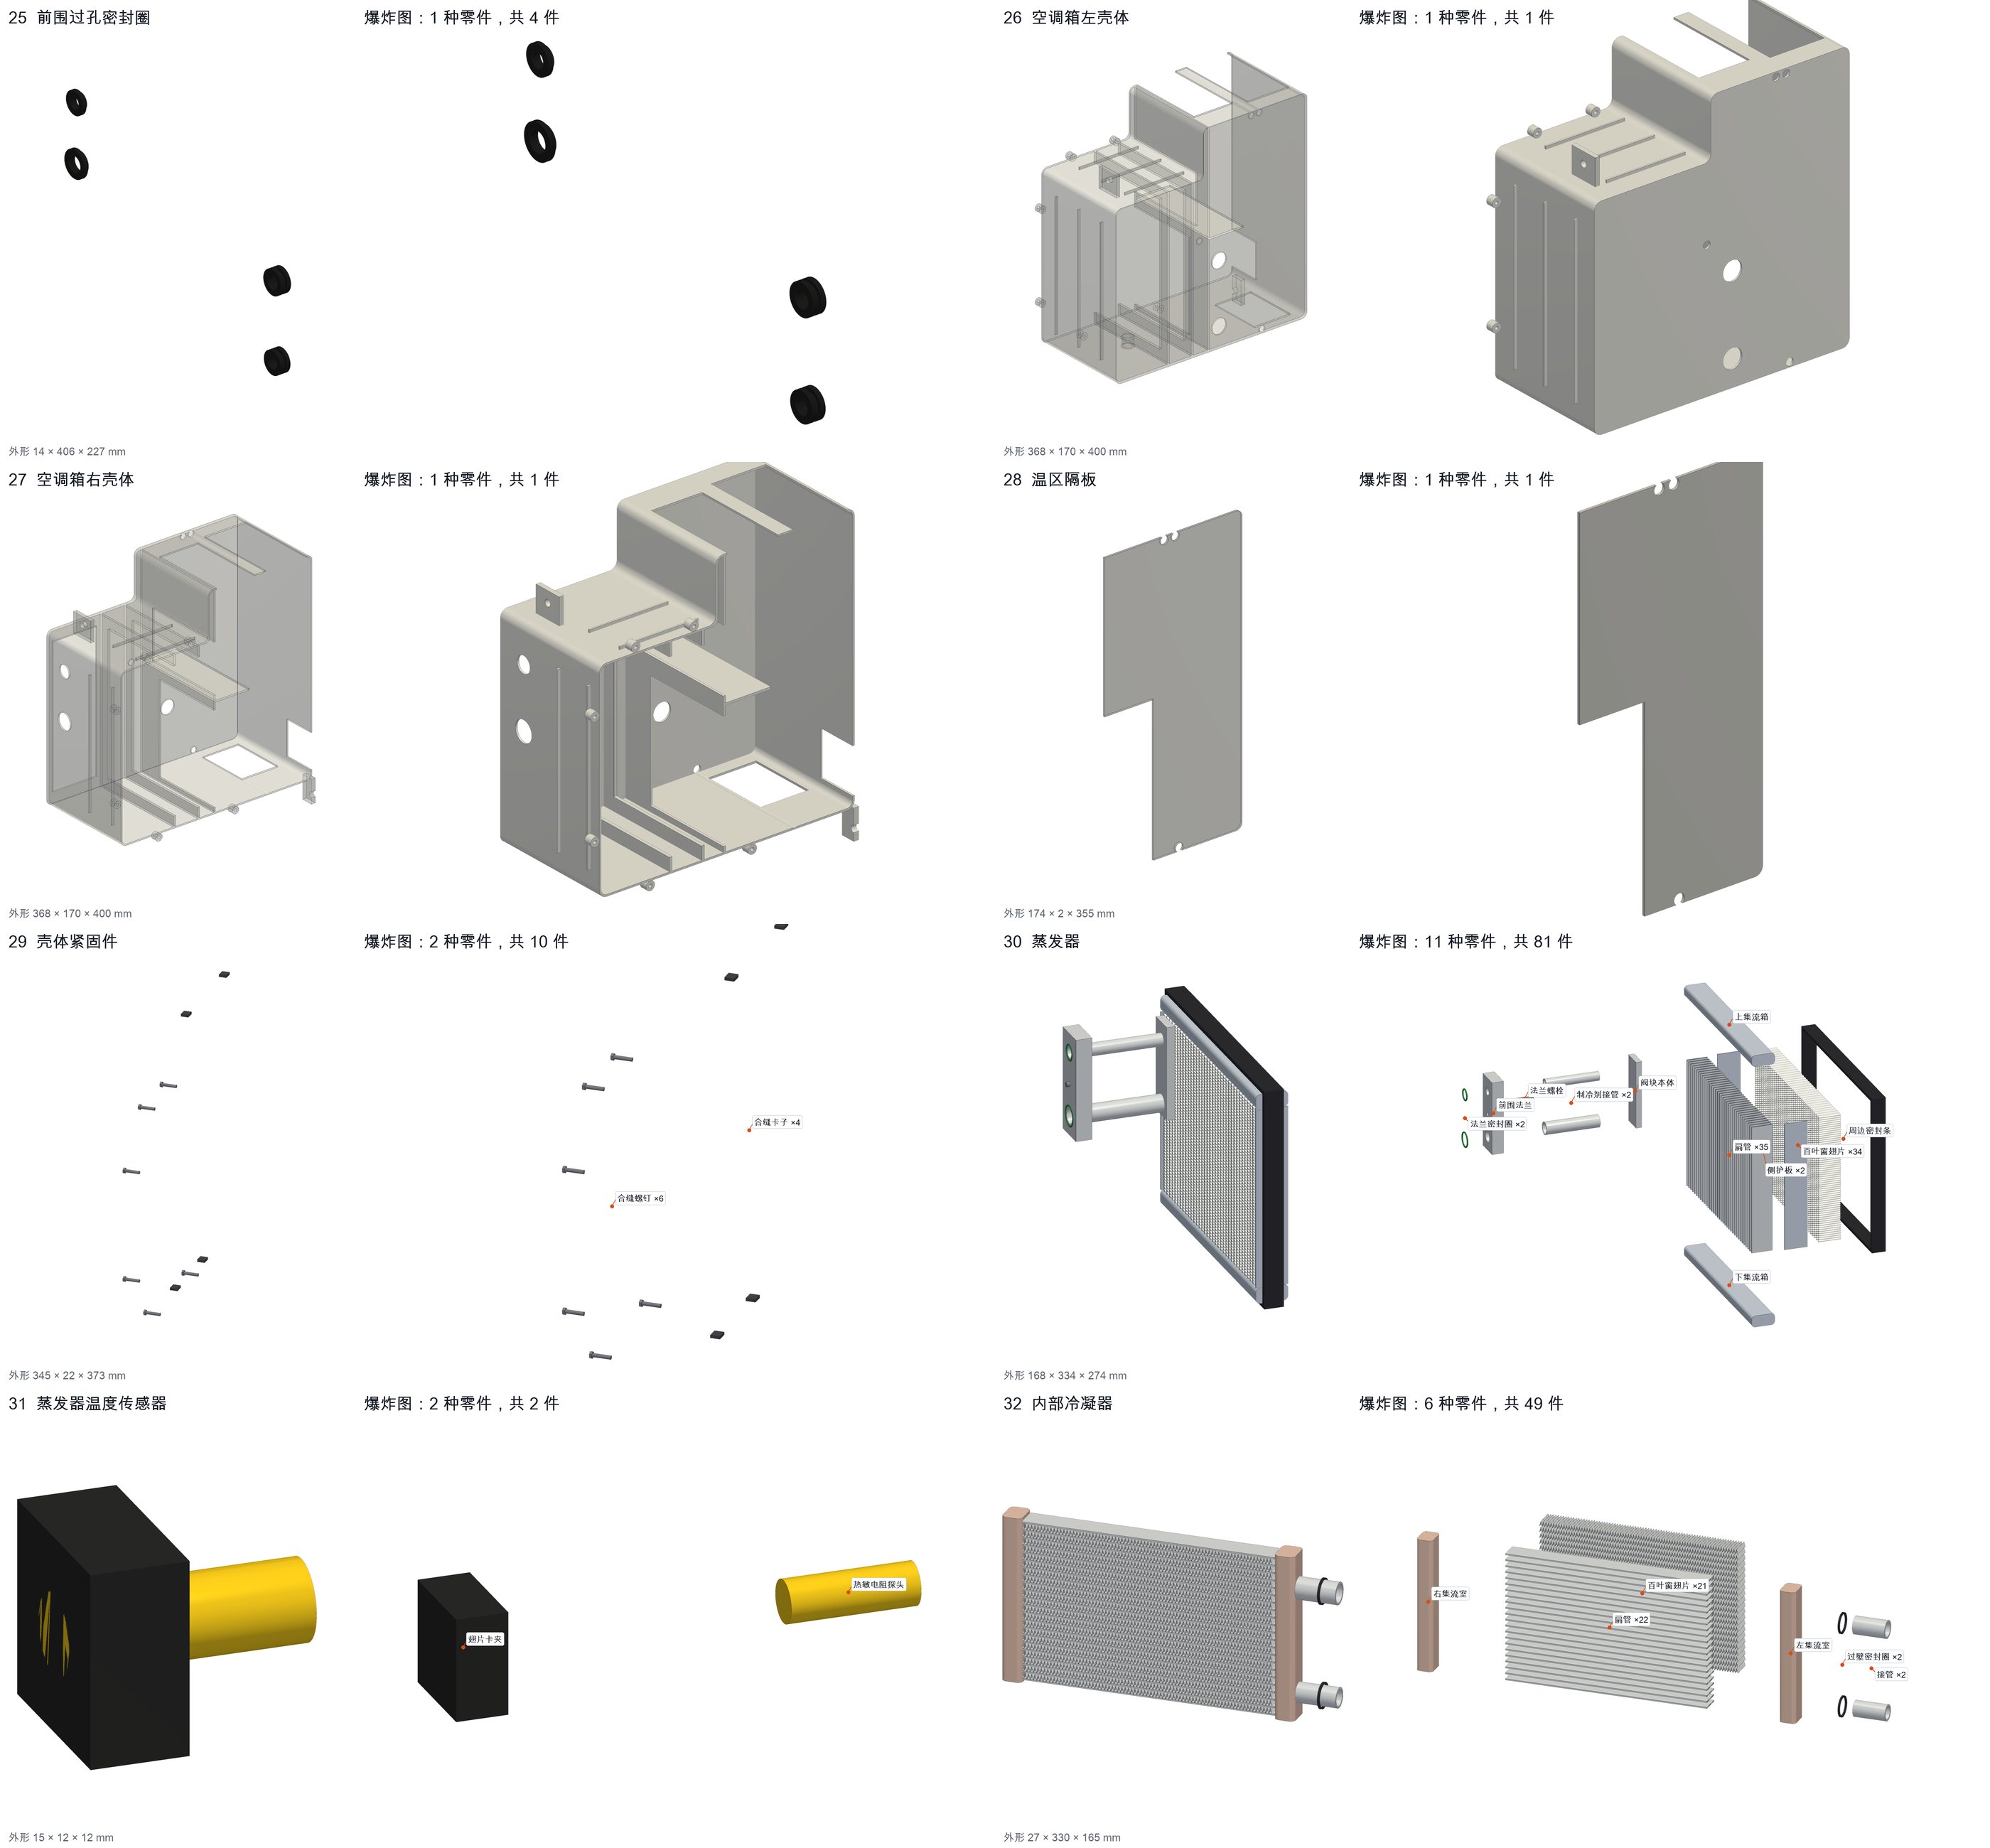 25 前围过孔密封圈
爆炸图：1 种零件，共 4 件
外形 14 × 406 × 227 mm
26 空调箱左壳体
爆炸图：1 种零件，共 1 件
外形 368 × 170 × 400 mm
27 空调箱右壳体
爆炸图：1 种零件，共 1 件
外形 368 × 170 × 400 mm
28 温区隔板
爆炸图：1 种零件，共 1 件
外形 174 × 2 × 355 mm
29 壳体紧固件
爆炸图：2 种零件，共 10 件
合缝卡子 ×4
合缝螺钉 ×6
外形 345 × 22 × 373 mm
30 蒸发器
爆炸图：11 种零件，共 81 件
上集流箱
阀块本体
法兰螺栓
制冷剂接管 ×2
前围法兰
法兰密封圈 ×2
周边密封条
扁管 ×35
百叶窗翅片 ×34
侧护板 ×2
下集流箱
外形 168 × 334 × 274 mm
31 蒸发器温度传感器
爆炸图：2 种零件，共 2 件
热敏电阻探头
翅片卡夹
外形 15 × 12 × 12 mm
32 内部冷凝器
爆炸图：6 种零件，共 49 件
百叶窗翅片 ×21
右集流室
扁管 ×22
左集流室
过壁密封圈 ×2
接管 ×2
外形 27 × 330 × 165 mm